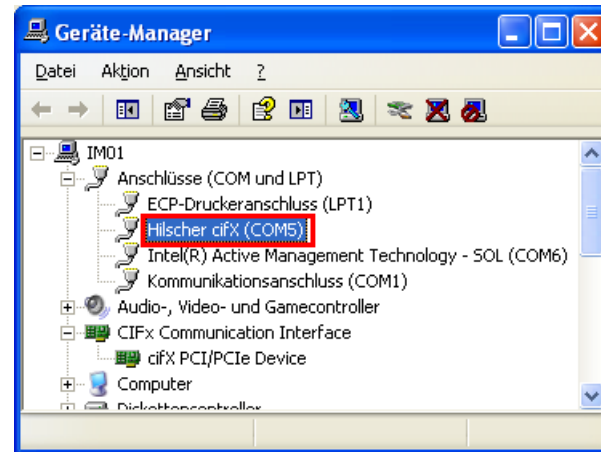 Geräte-Manager
Datei Aktion Ansicht ?
IM01
Anschlüsse (COM und LPT)
ECP-Druckeranschluss (LPT1)
Hilscher cifX (COM5)
Intel(R) Active Management Technology - SOL (COM6)
Kommunikationsanschluss (COM1)
Audio-, Video- und Gamecontroller
CIFx Communication Interface
cifX PCI/PCIe Device
Computer
Diskettencontroller